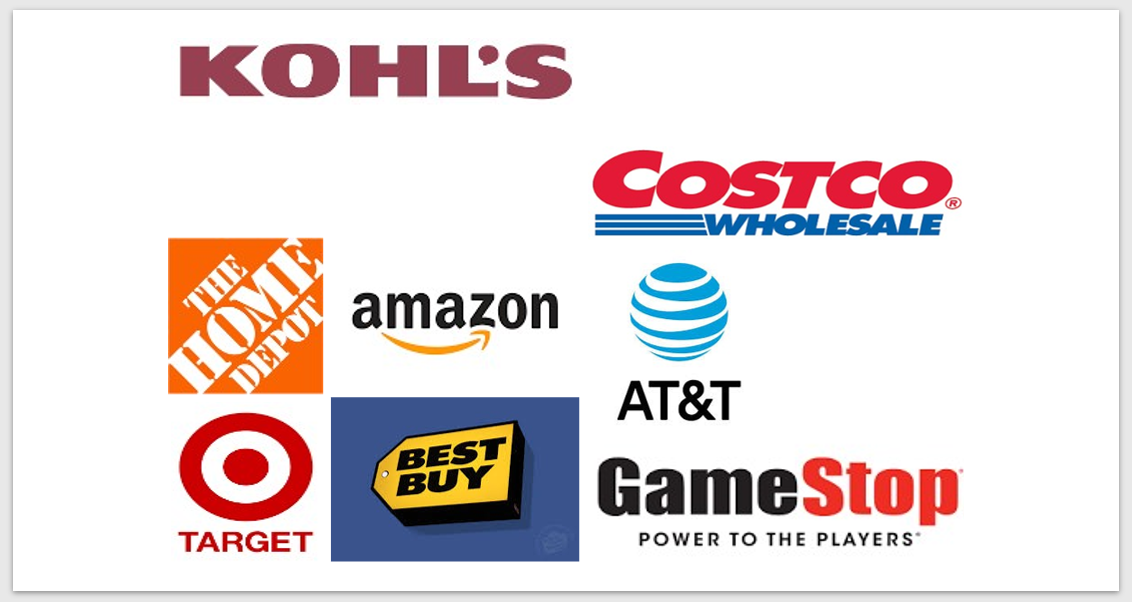 KOHL'S
COSTCO®
WHOLESALE
THE
HOME
DEPOT
amazon
AT&T
TARGET
BEST
BUY
GameStop
POWER TO THE PLAYERS®